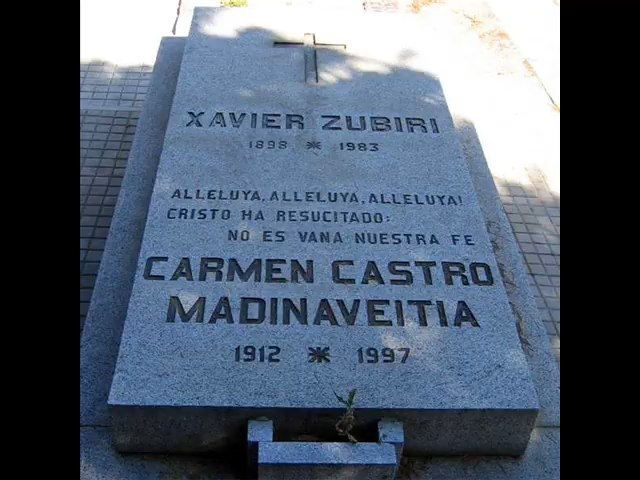 XAVIER ZUBIRI
1898 * 1983
ALLELUYA, ALLELUYA, ALLELUYA!
CRISTO HA RESUCITADO:
NO ES VANA NUESTRA FE
CARMEN CASTRO
MADINAVEITIA
1912 * 1997